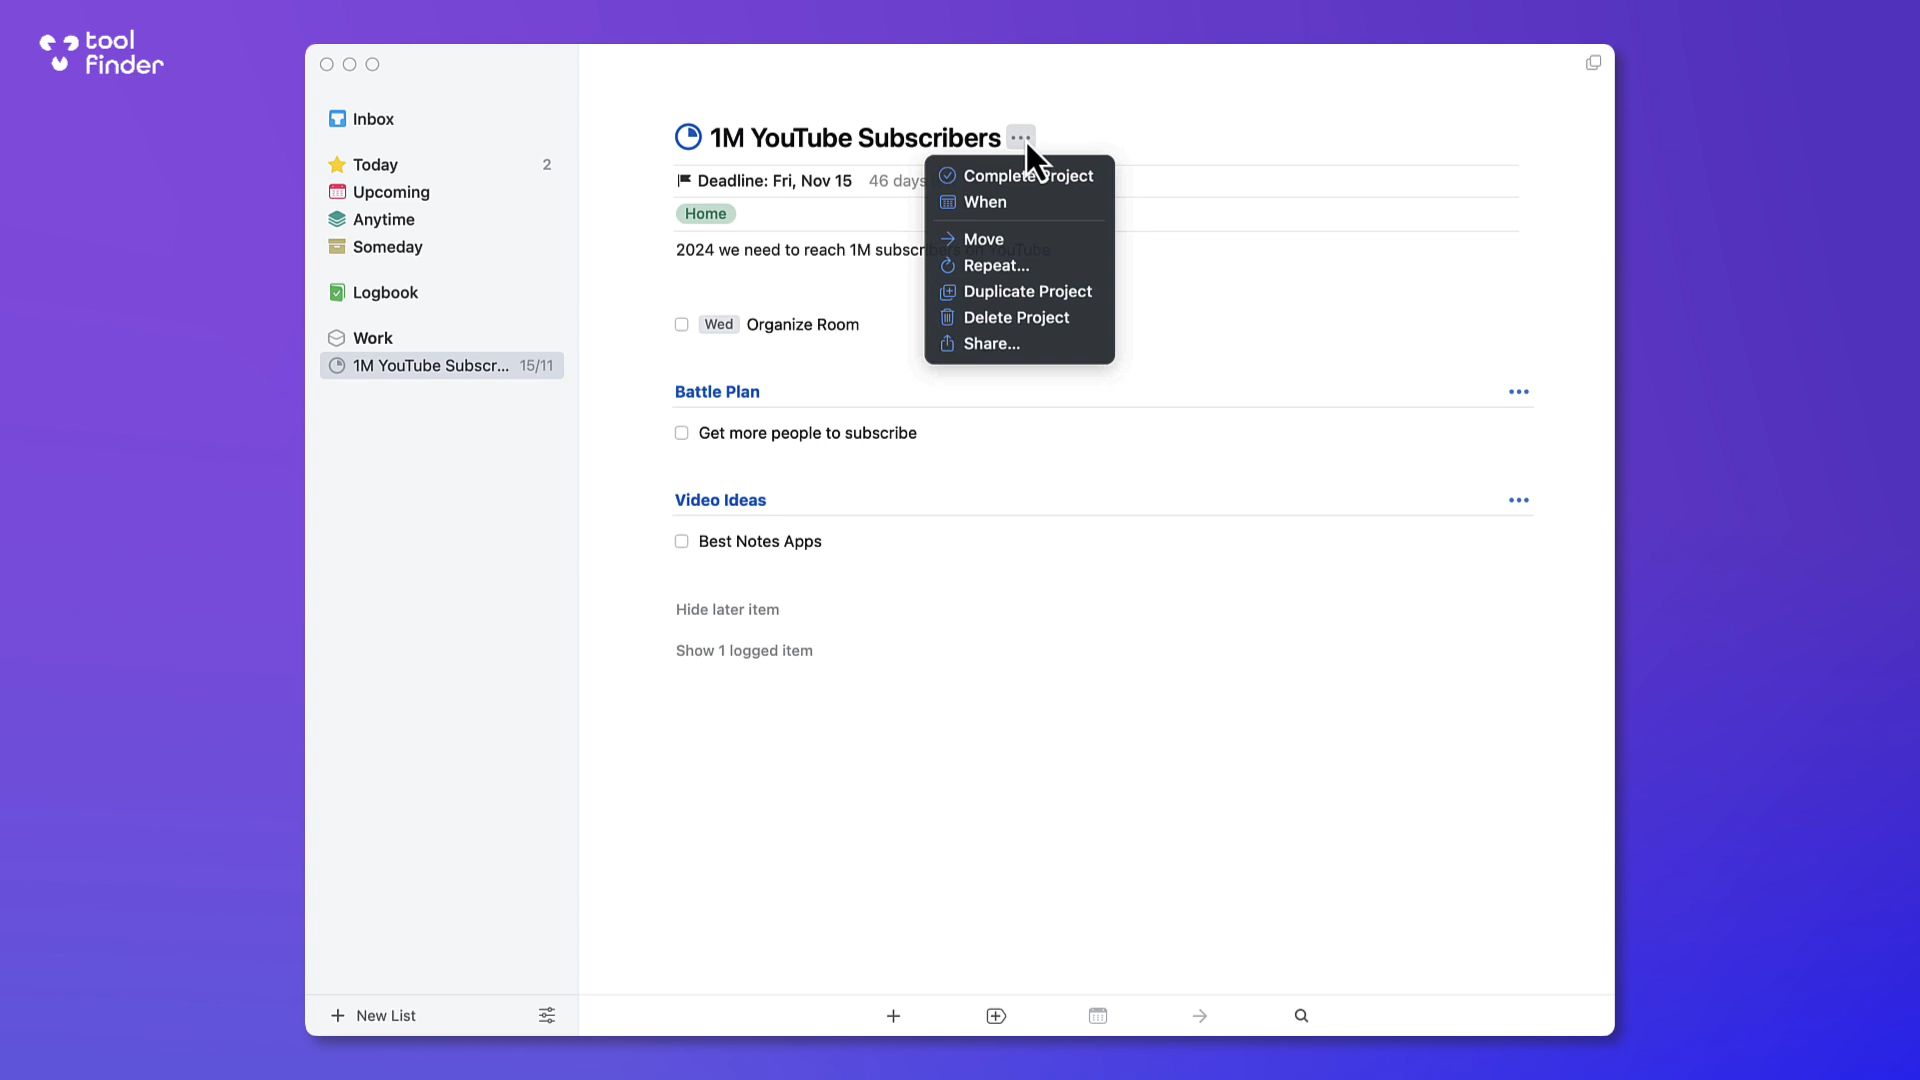 tool
finder
Inbox
Today 2
Upcoming
Anytime
Someday
Logbook
Work
1M YouTube Subscr... 15/11
New List
1M YouTube Subscribers
Deadline: Fri, Nov 15 46 days
Home
2024 we need to reach 1M subscribers on YouTube
Complete Project
When
Move
Repeat...
Duplicate Project
Delete Project
Share...
Wed Organize Room
Battle Plan
Get more people to subscribe
Video Ideas
Best Notes Apps
Hide later item
Show 1 logged item